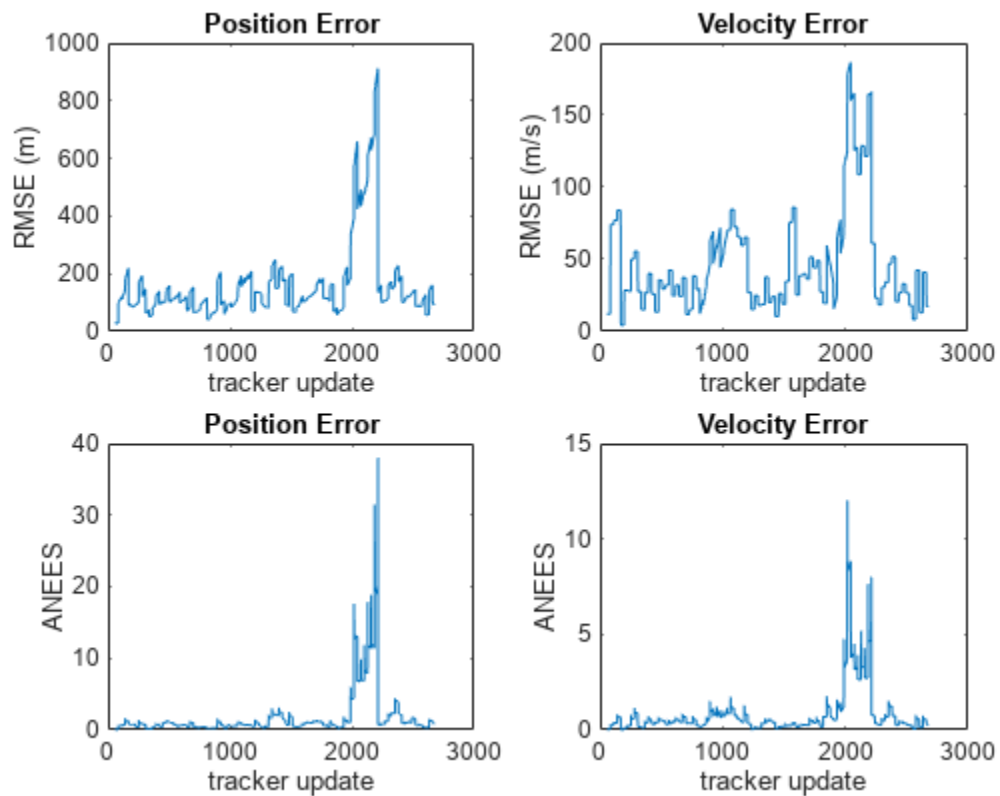 Position Error
1000
800
600
400
200
0
RMSE (m)
0 1000 2000 3000
tracker update
Velocity Error
200
150
100
50
0
RMSE (m/s)
0 1000 2000 3000
tracker update
Position Error
40
30
20
10
0
ANEES
0 1000 2000 3000
tracker update
Velocity Error
15
10
5
0
ANEES
0 1000 2000 3000
tracker update